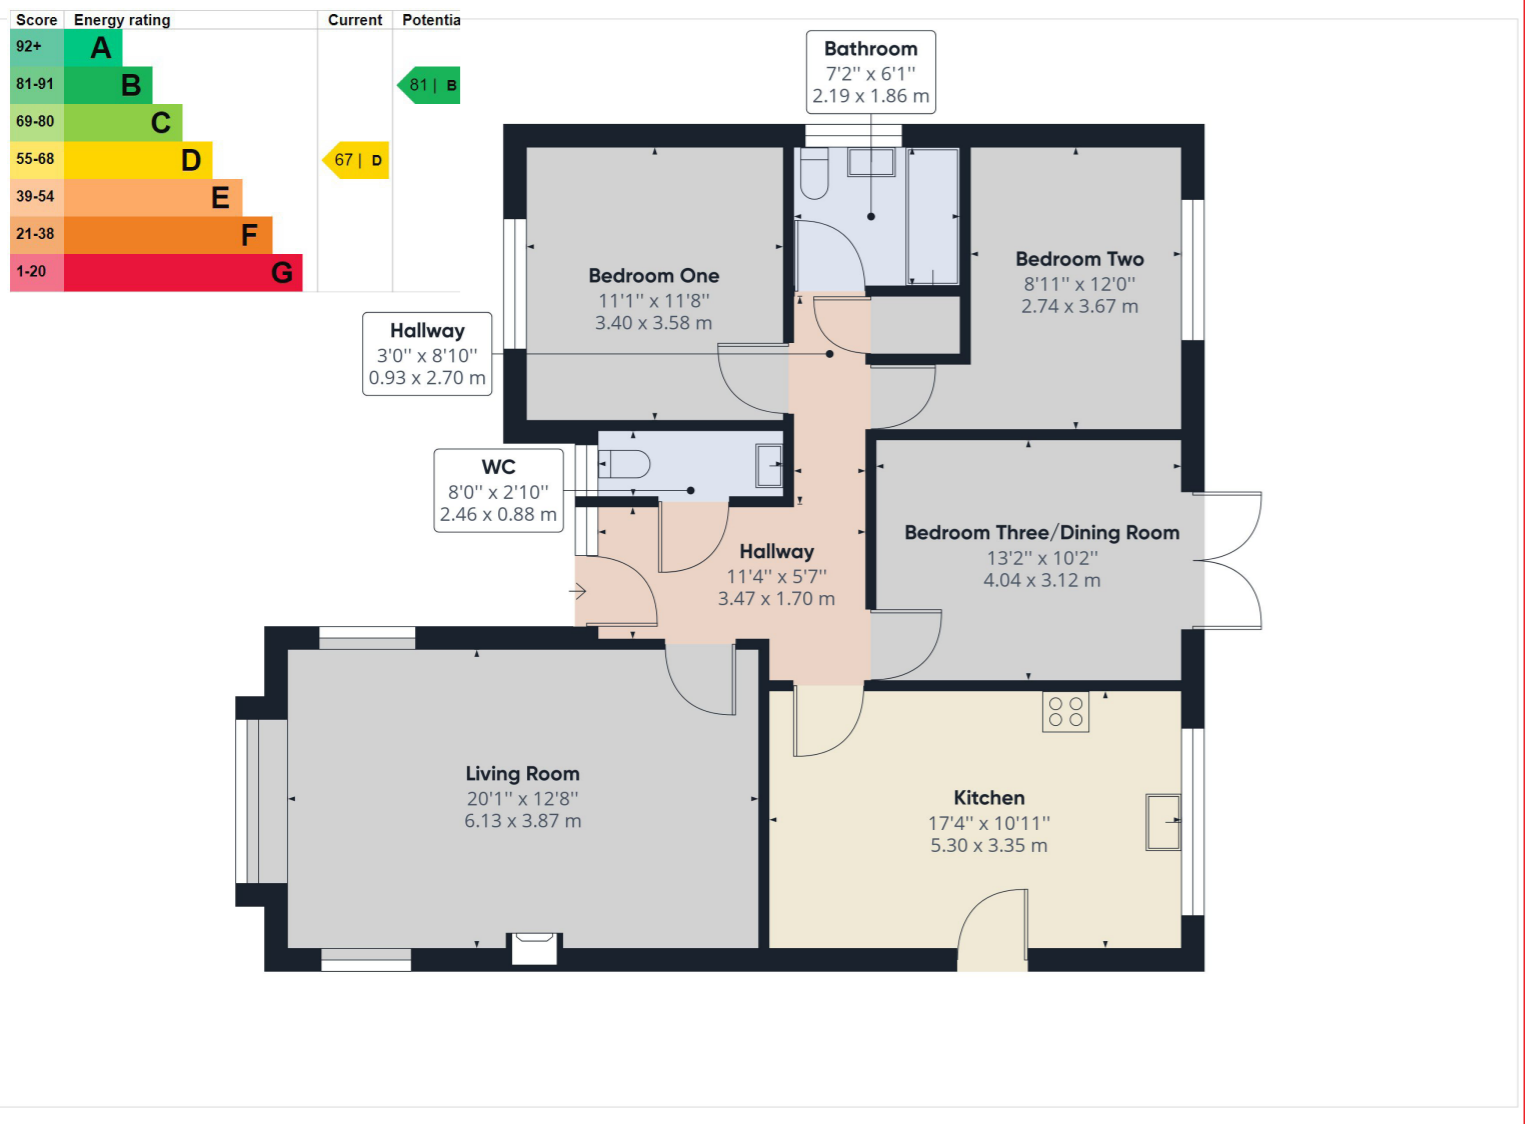 Score Energy rating Current Potentia
92+ A
81-91 B 81 | B
69-80 C
55-68 D 67 | D
39-54 E
21-38 F
1-20 G
Bathroom
7'2'' x 6'1''
2.19 x 1.86 m
Bedroom One
11'1'' x 11'8''
3.40 x 3.58 m
Bedroom Two
8'11'' x 12'0''
2.74 x 3.67 m
Hallway
3'0'' x 8'10''
0.93 x 2.70 m
WC
8'0'' x 2'10''
2.46 x 0.88 m
Hallway
11'4'' x 5'7''
3.47 x 1.70 m
Bedroom Three/Dining Room
13'2'' x 10'2''
4.04 x 3.12 m
Living Room
20'1'' x 12'8''
6.13 x 3.87 m
Kitchen
17'4'' x 10'11''
5.30 x 3.35 m